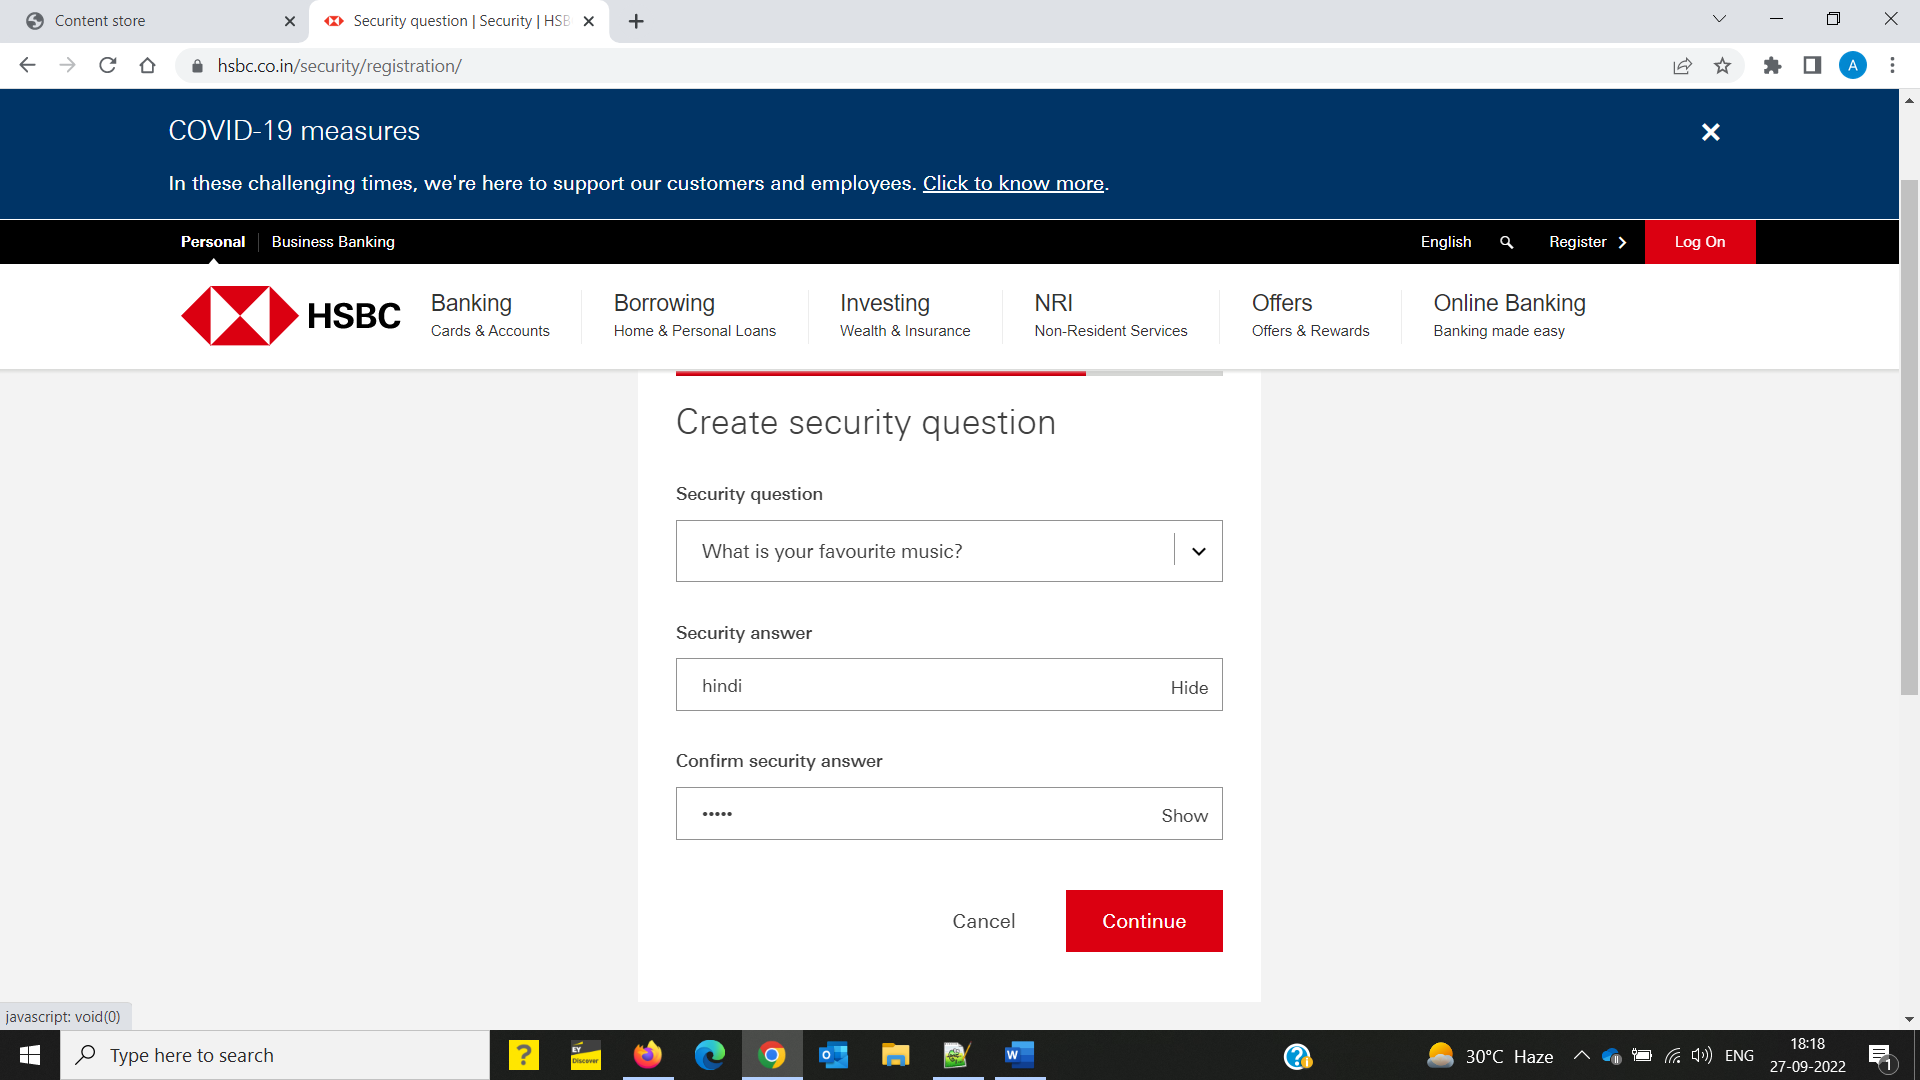 Content store
Security question | Security | HSB
hsbc.co.in/security/registration/
A
COVID-19 measures
In these challenging times, we're here to support our customers and employees. Click to know more.
Personal
Business Banking
English
Register
Log On
HSBC
Banking
Cards & Accounts
Borrowing
Home & Personal Loans
Investing
Wealth & Insurance
NRI
Non-Resident Services
Offers
Offers & Rewards
Online Banking
Banking made easy
Create security question
Security question
What is your favourite music?
Security answer
hindi
Hide
Confirm security answer
•••••
Show
Cancel
Continue
javascript: void(0)
Type here to search
?
EY
Discover
W
30°C Haze
ENG
18:18
27-09-2022
1